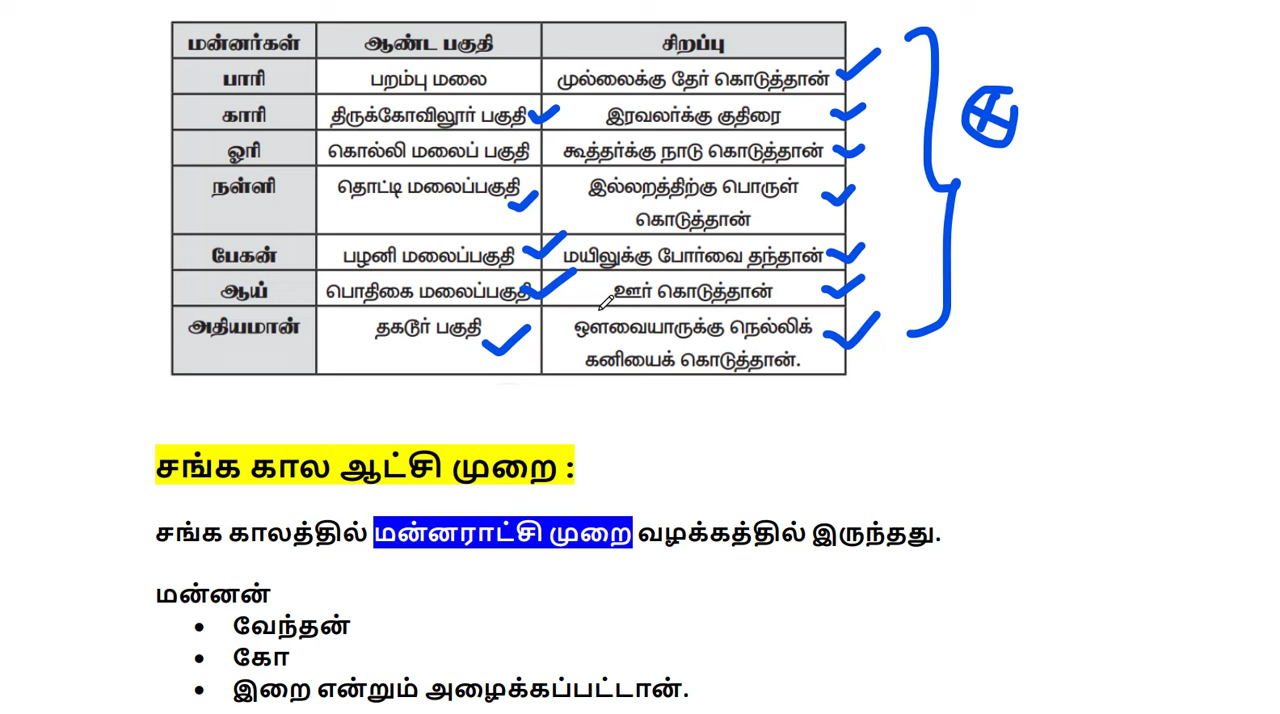 மன்னர்கள் ஆண்ட பகுதி சிறப்பு
பாரி பறம்பு மலை முல்லைக்கு தேர் கொடுத்தான்
காரி திருக்கோவிலூர் பகுதி இரவலர்க்கு குதிரை
ஓரி கொல்லி மலைப் பகுதி கூத்தர்க்கு நாடு கொடுத்தான்
நள்ளி தொட்டி மலைப்பகுதி இல்லறத்திற்கு பொருள்
கொடுத்தான்
பேகன் பழனி மலைப்பகுதி மயிலுக்கு போர்வை தந்தான்
ஆய் பொதிகை மலைப்பகுதி ஊர் கொடுத்தான்
அதியமான் தகடூர் பகுதி ஔவையாருக்கு நெல்லிக்
கனியைக் கொடுத்தான்.
சங்க கால ஆட்சி முறை :
சங்க காலத்தில் மன்னராட்சி முறை வழக்கத்தில் இருந்தது.
மன்னன்
• வேந்தன்
• கோ
• இறை என்றும் அழைக்கப்பட்டான்.